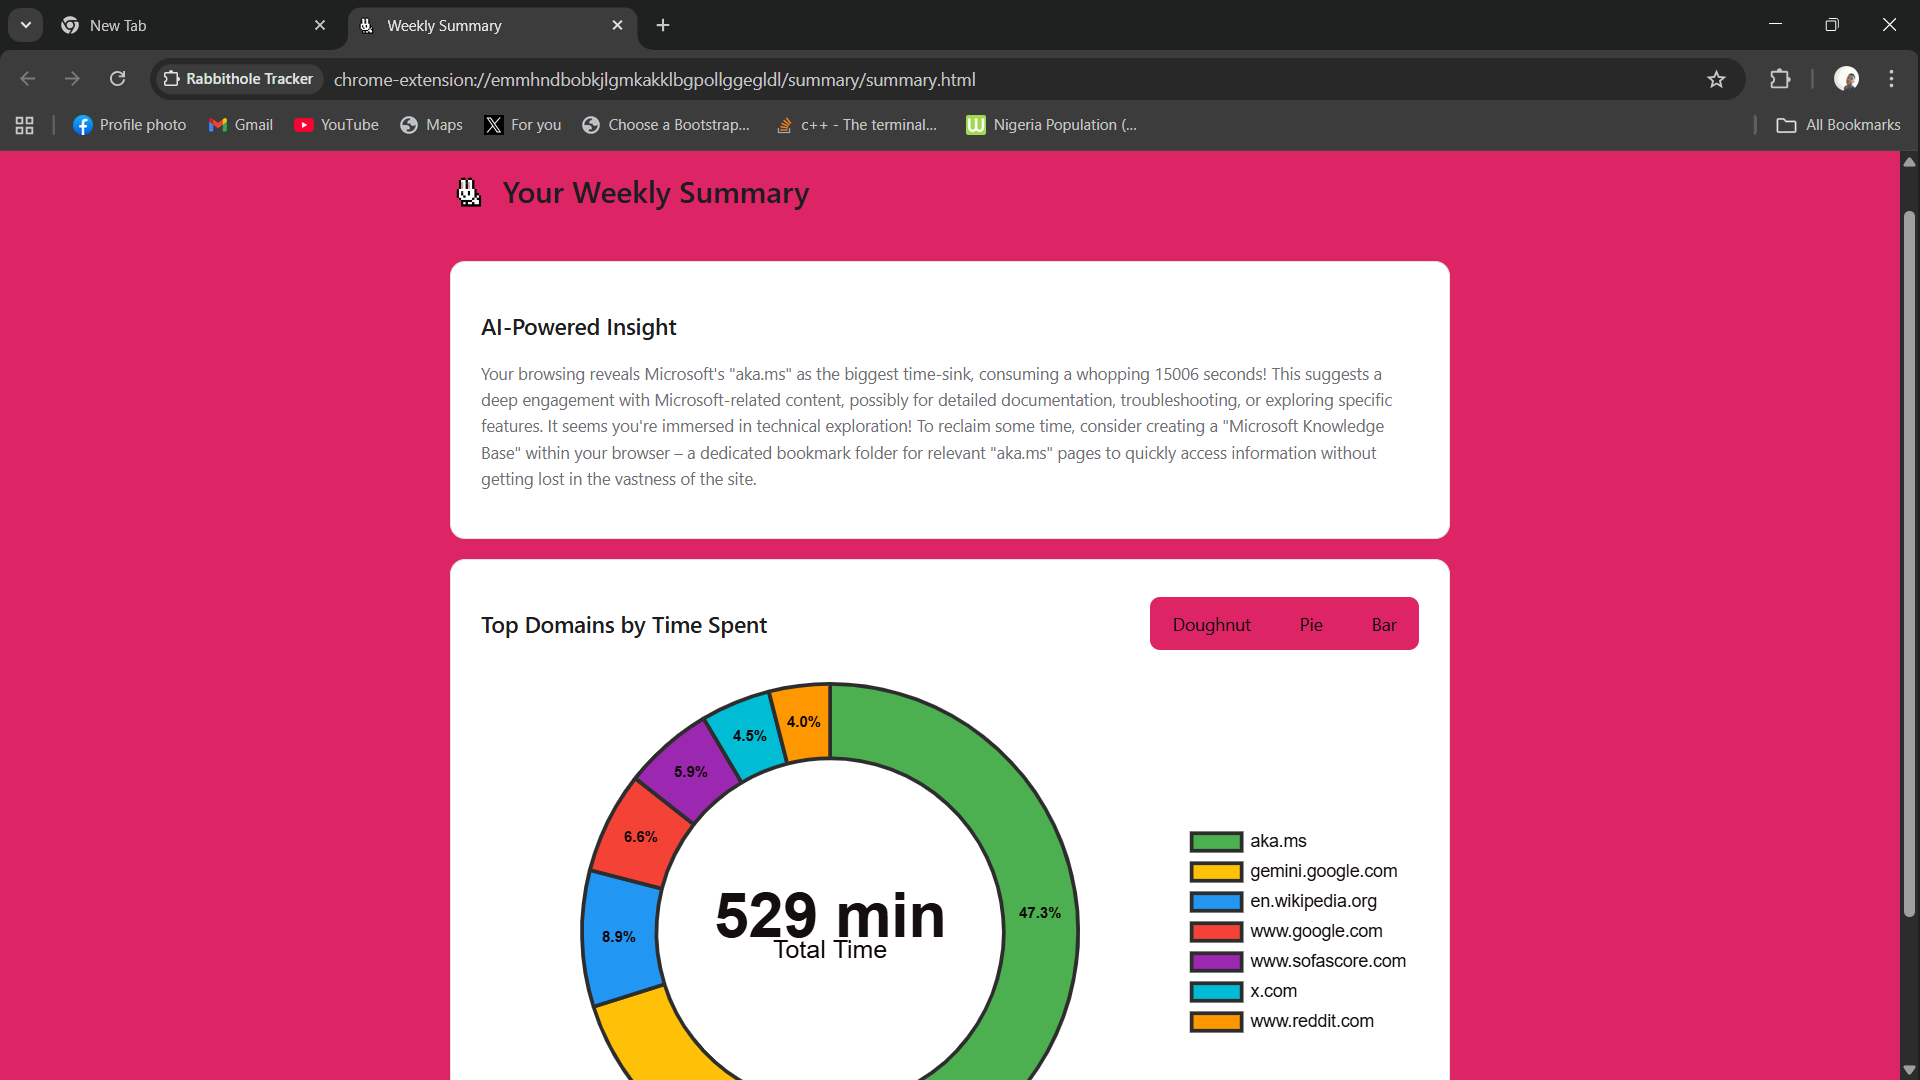 New Tab
Weekly Summary
Rabbithole Tracker
chrome-extension://emmhndbobkjlgmkakklbgpollggegldl/summary/summary.html
Profile photo
Gmail
YouTube
Maps
For you
Choose a Bootstrap...
c++ - The terminal...
Nigeria Population (...
All Bookmarks
Your Weekly Summary
AI-Powered Insight
Your browsing reveals Microsoft's "aka.ms" as the biggest time-sink, consuming a whopping 15006 seconds! This suggests a
deep engagement with Microsoft-related content, possibly for detailed documentation, troubleshooting, or exploring specific
features. It seems you're immersed in technical exploration! To reclaim some time, consider creating a "Microsoft Knowledge
Base" within your browser – a dedicated bookmark folder for relevant "aka.ms" pages to quickly access information without
getting lost in the vastness of the site.
Top Domains by Time Spent
Doughnut
Pie
Bar
4.0%
4.5%
5.9%
6.6%
8.9%
47.3%
529 min
Total Time
aka.ms
gemini.google.com
en.wikipedia.org
www.google.com
www.sofascore.com
x.com
www.reddit.com